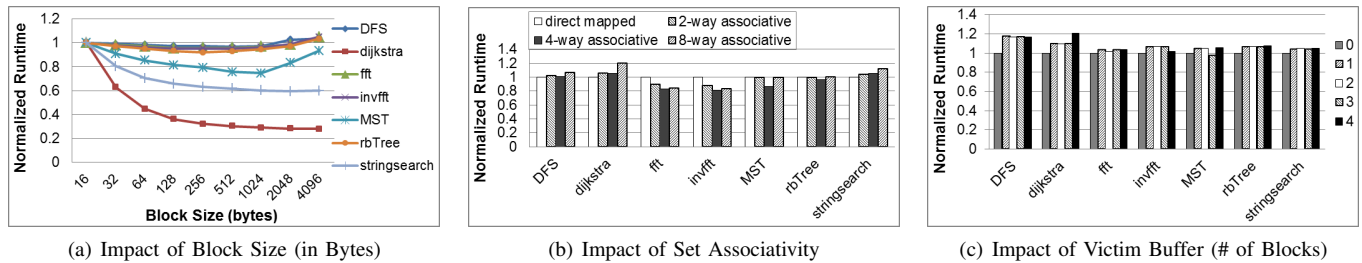 Normalized Runtime
1.2
1
0.8
0.6
0.4
0.2
0
16
32
64
128
256
512
1024
2048
4096
Block Size (bytes)
DFS
dijkstra
fft
invfft
MST
rbTree
stringsearch
(a) Impact of Block Size (in Bytes)
direct mapped
2-way associative
4-way associative
8-way associative
Normalized Runtime
1.4
1.2
1
0.8
0.6
0.4
0.2
0
DFS
dijkstra
fft
invfft
MST
rbTree
stringsearch
(b) Impact of Set Associativity
Normalized Runtime
1.4
1.2
1
0.8
0.6
0.4
0.2
0
DFS
dijkstra
fft
invfft
MST
rbTree
stringsearch
0
1
2
3
4
(c) Impact of Victim Buffer (# of Blocks)